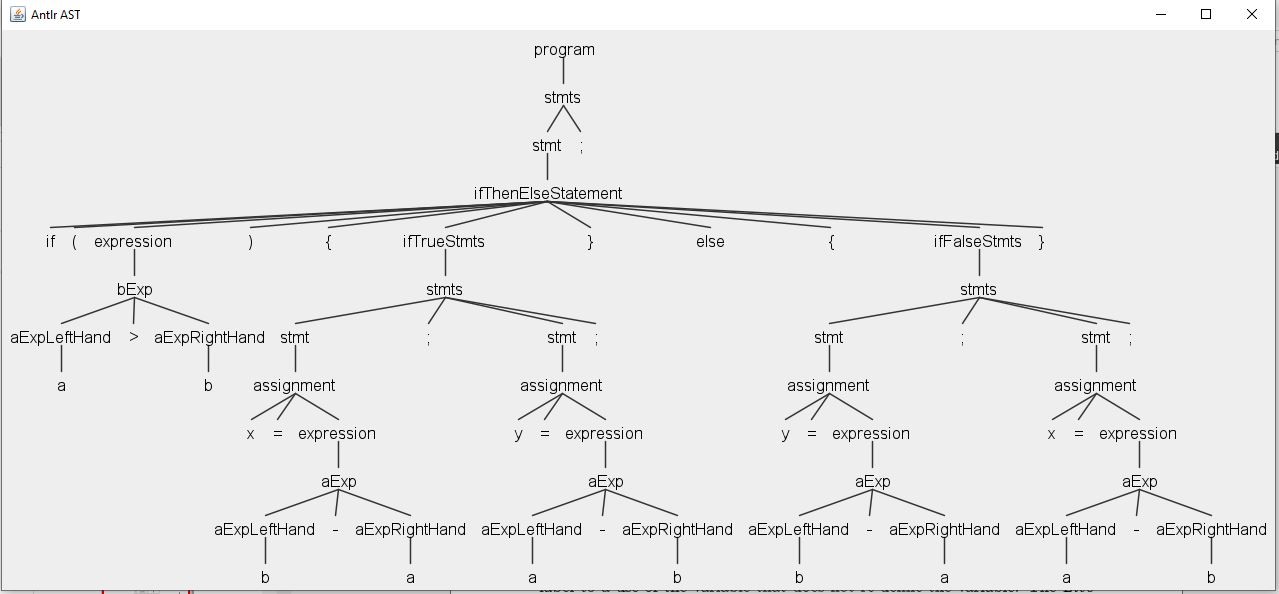 Antlr AST
program
stmts
stmt ;
ifThenElseStatement
if ( expression ) { ifTrueStmts } else { ifFalseStmts }
bExp stmts stmts
aExpLeftHand > aExpRightHand stmt ; stmt ; stmt ; stmt ;
a b assignment assignment assignment assignment
x = expression y = expression y = expression x = expression
aExp aExp aExp aExp
aExpLeftHand - aExpRightHand aExpLeftHand - aExpRightHand aExpLeftHand - aExpRightHand aExpLeftHand - aExpRightHand
b a a b b a a b